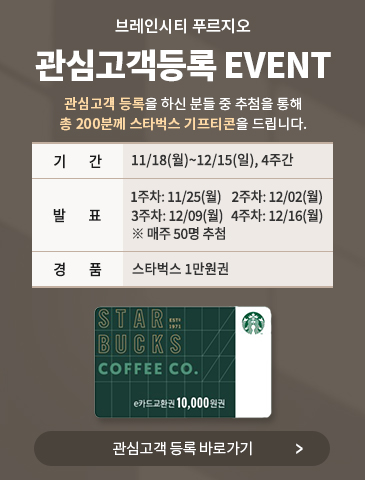 브레인시티 푸르지오
관심고객등록 EVENT
관심고객 등록을 하신 분들 중 추첨을 통해
총 200분께 스타벅스 기프티콘을 드립니다.
기 간 11/18(월)~12/15(일), 4주간
1주차: 11/25(월) 2주차: 12/02(월)
발 표 3주차: 12/09(월) 4주차: 12/16(월)
※ 매주 50명 추첨
경 품 스타벅스 1만원권
STAR
ESTD
1971
BUCKS
COFFEE CO.
e카드교환권 10,000원권
관심고객 등록 바로가기 >